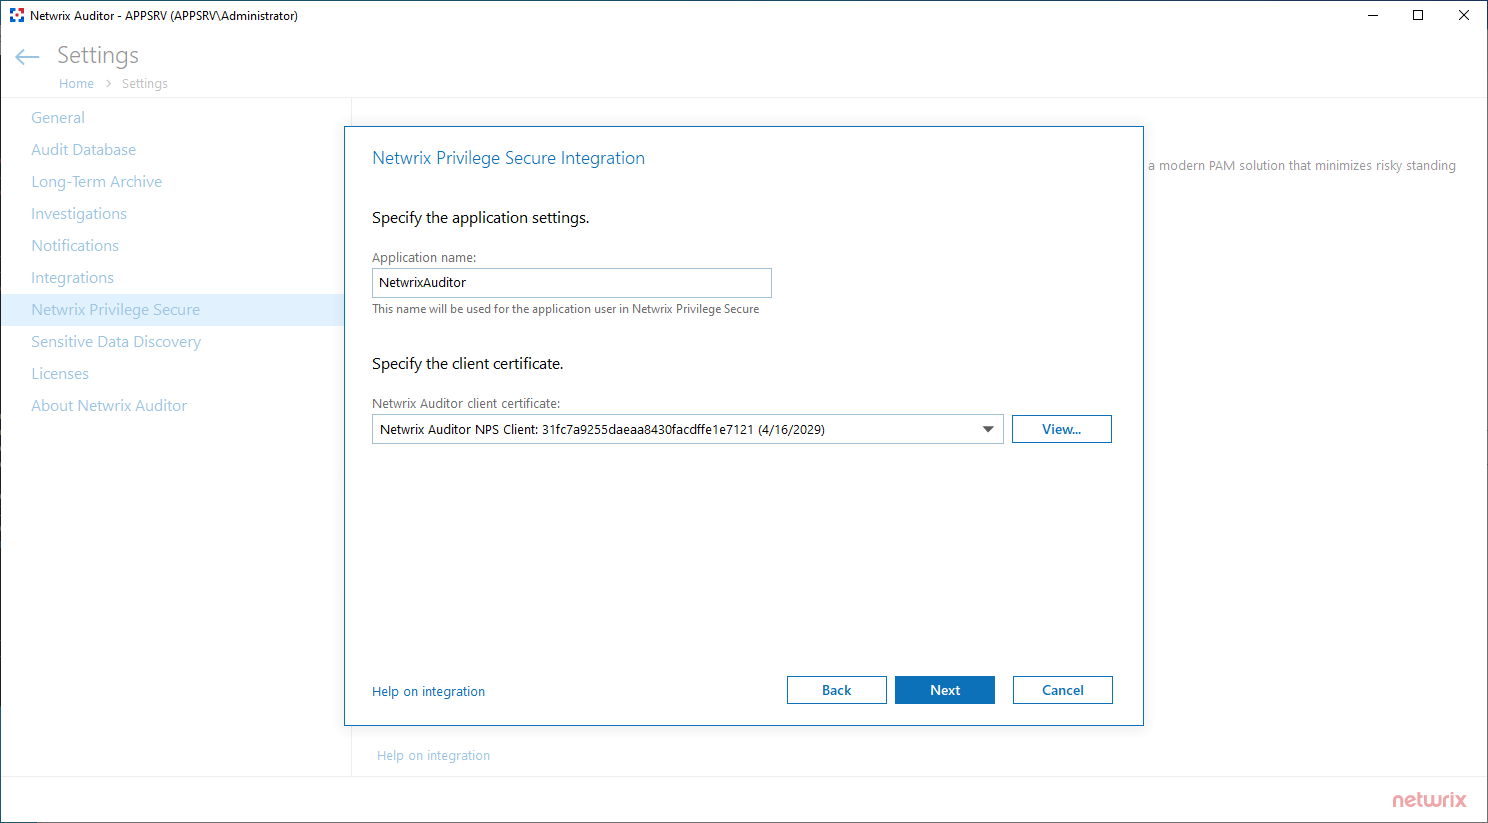 Netwrix Auditor - APPSRV (APPSRV\Administrator)
Settings
Home > Settings
General
Audit Database
Long-Term Archive
Investigations
Notifications
Integrations
Netwrix Privilege Secure
Sensitive Data Discovery
Licenses
About Netwrix Auditor
a modern PAM solution that minimizes risky standing
Netwrix Privilege Secure Integration
Specify the application settings.
Application name:
NetwrixAuditor
This name will be used for the application user in Netwrix Privilege Secure
Specify the client certificate.
Netwrix Auditor client certificate:
Netwrix Auditor NPS Client: 31fc7a9255daeaa8430facdffe1e7121 (4/16/2029)
View...
Help on integration
Back
Next
Cancel
Help on integration
netwrix